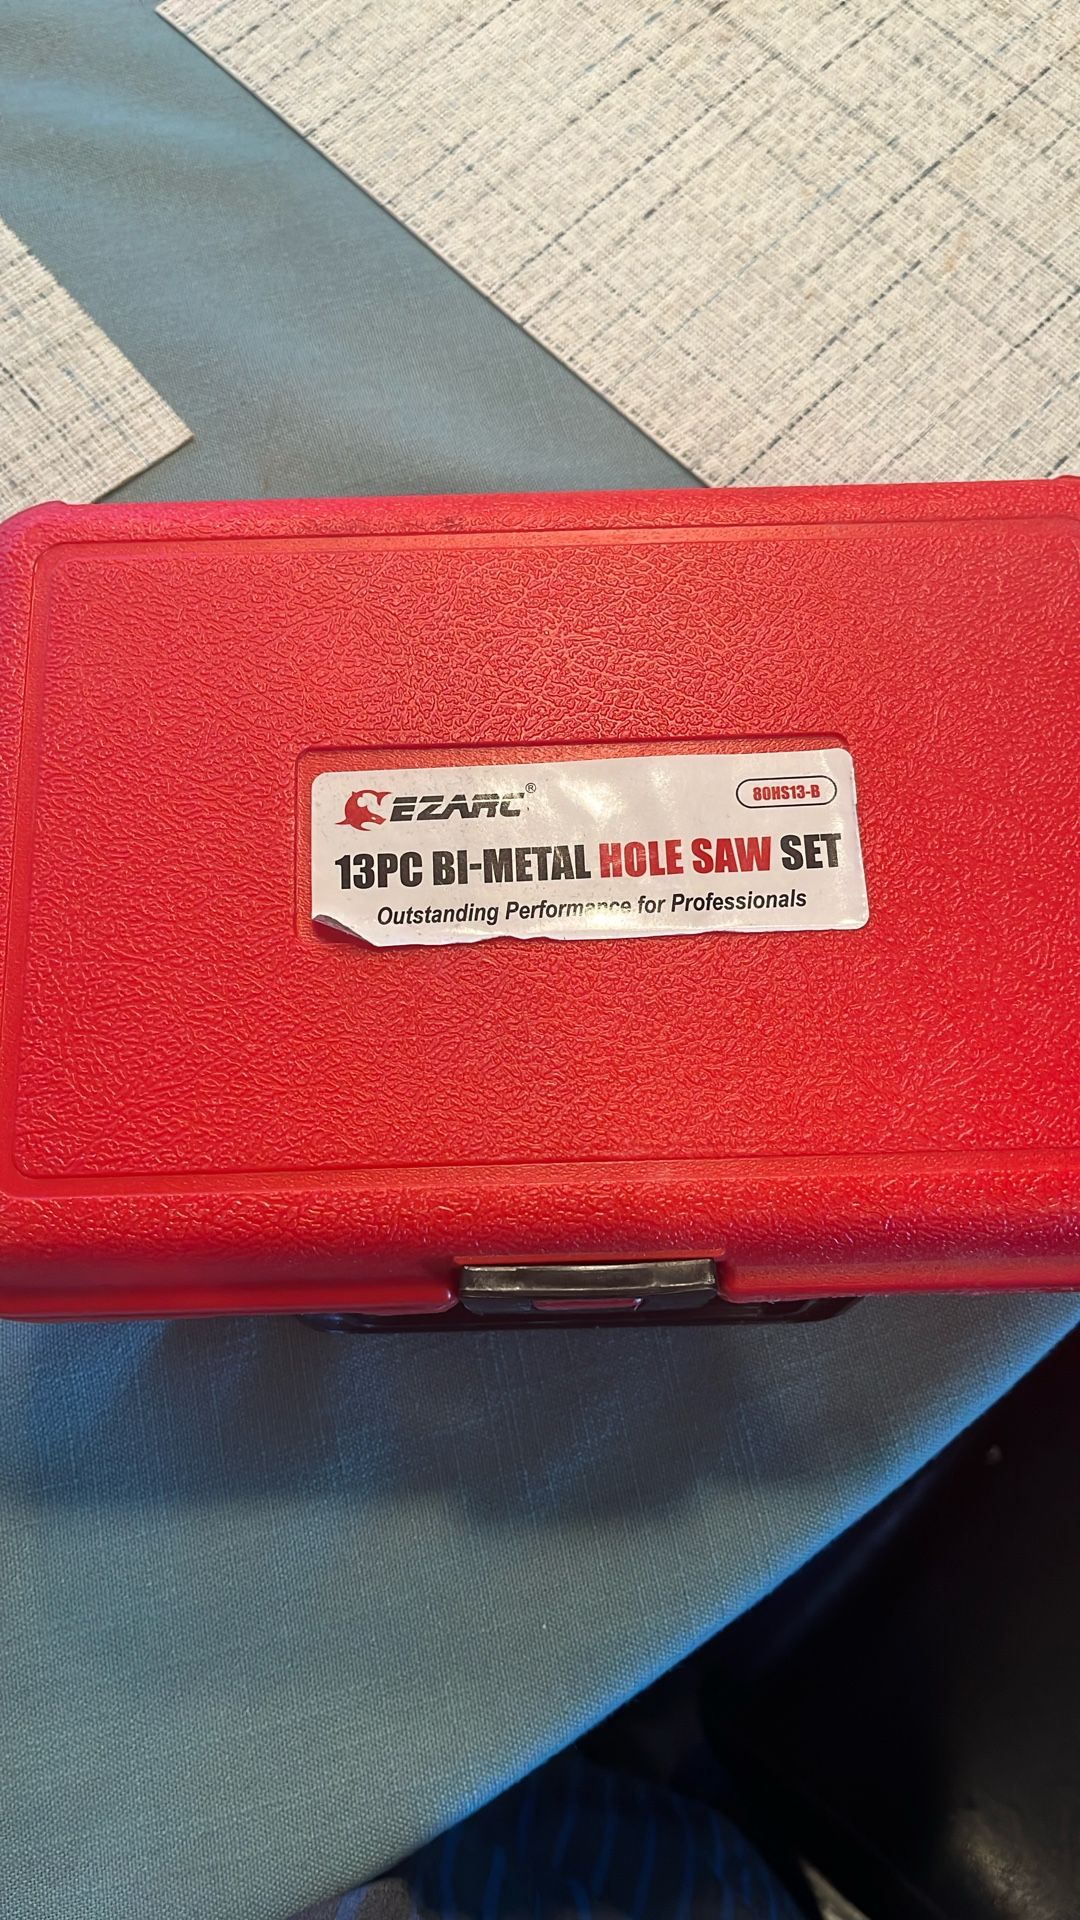 EZARC®
80HS13-B
13PC BI-METAL HOLE SAW SET
Outstanding Performance for Professionals